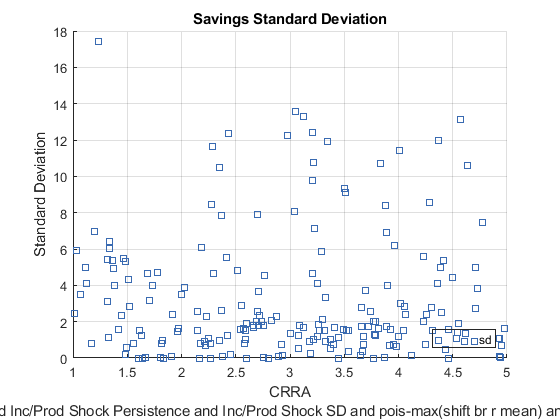 Savings Standard Deviation
18
16
14
12
10
8
6
4
2
0
Standard Deviation
sd
1 1.5 2 2.5 3 3.5 4 4.5 5
CRRA
d Inc/Prod Shock Persistence and Inc/Prod Shock SD and pois-max(shift br r mean) ar